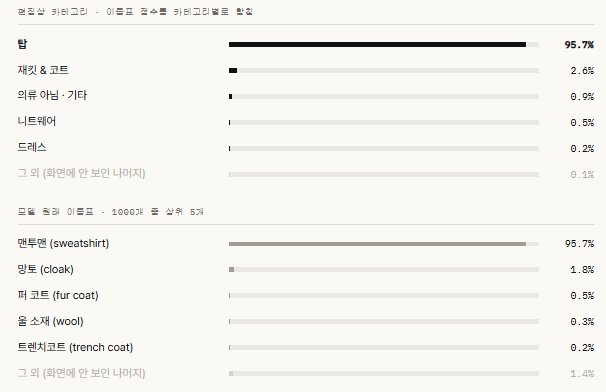 편집샵 카테고리 · 이름표 점수를 카테고리별로 합침
탑 95.7%
재킷 & 코트 2.6%
의류 아님 · 기타 0.9%
니트웨어 0.5%
드레스 0.2%
그 외 (화면에 안 보인 나머지) 0.1%
모델 원래 이름표 · 1000개 중 상위 5개
맨투맨 (sweatshirt) 95.7%
망토 (cloak) 1.8%
퍼 코트 (fur coat) 0.5%
울 소재 (wool) 0.3%
트렌치코트 (trench coat) 0.2%
그 외 (화면에 안 보인 나머지) 1.4%